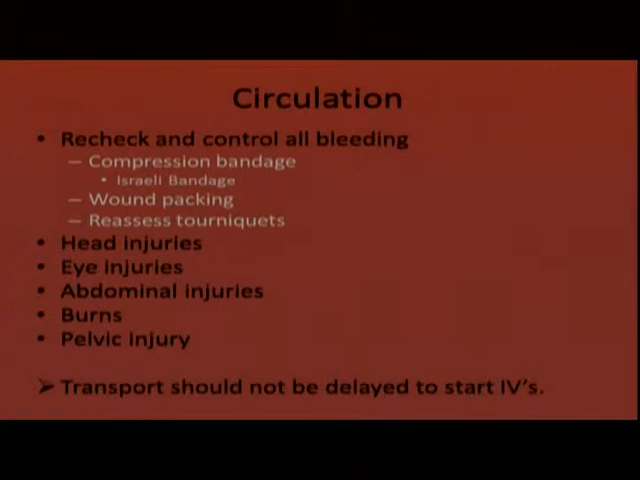 Circulation
• Recheck and control all bleeding
– Compression bandage
• Israeli Bandage
– Wound packing
– Reassess tourniquets
• Head injuries
• Eye injuries
• Abdominal injuries
• Burns
• Pelvic injury
➢ Transport should not be delayed to start IV's.